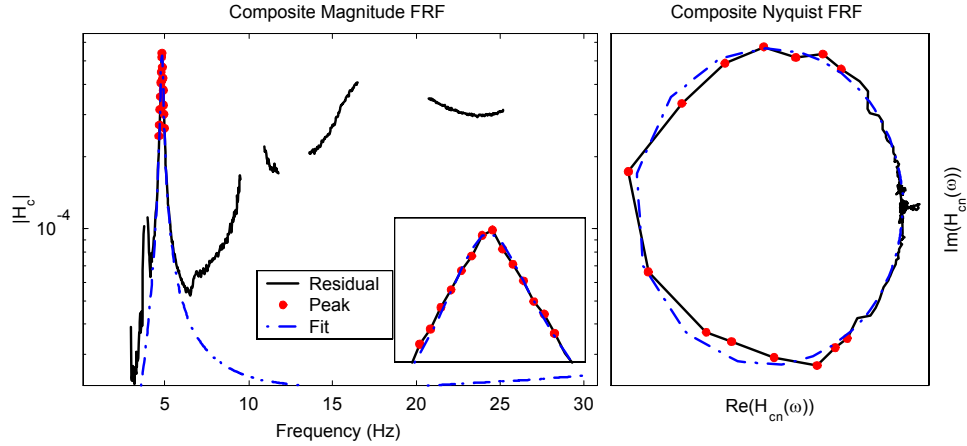 Composite Magnitude FRF
|H_c|
10^-4
Residual
Peak
Fit
5 10 15 20 25 30
Frequency (Hz)
Composite Nyquist FRF
Im(H_cn(ω))
Re(H_cn(ω))